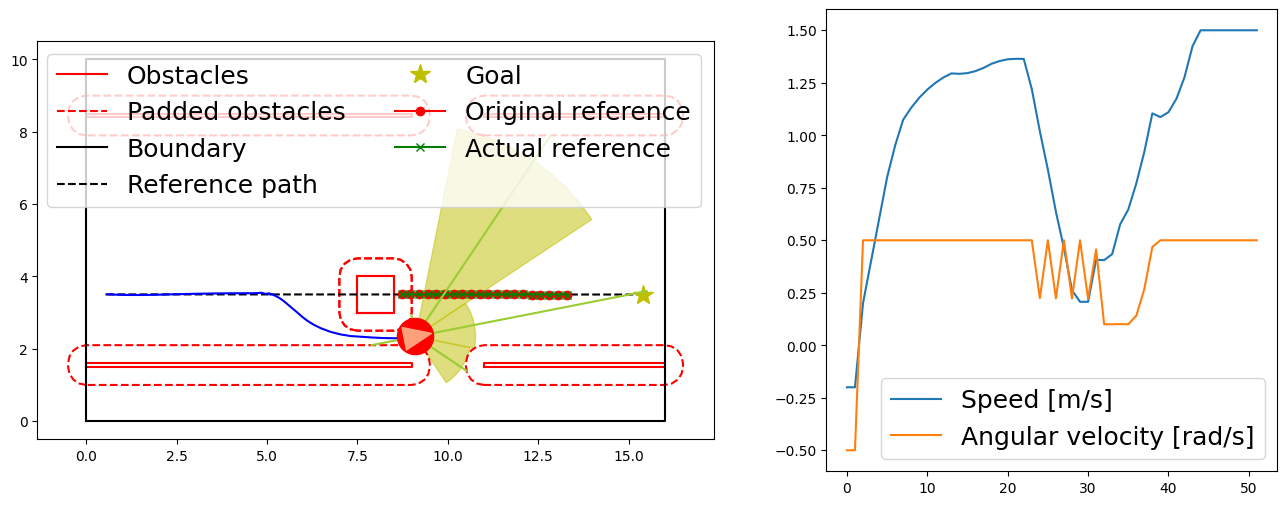 10
8
6
4
2
0
0.0 2.5 5.0 7.5 10.0 12.5 15.0
Obstacles
Padded obstacles
Boundary
Reference path
Goal
Original reference
Actual reference
1.50
1.25
1.00
0.75
0.50
0.25
0.00
−0.25
−0.50
0 10 20 30 40 50
Speed [m/s]
Angular velocity [rad/s]